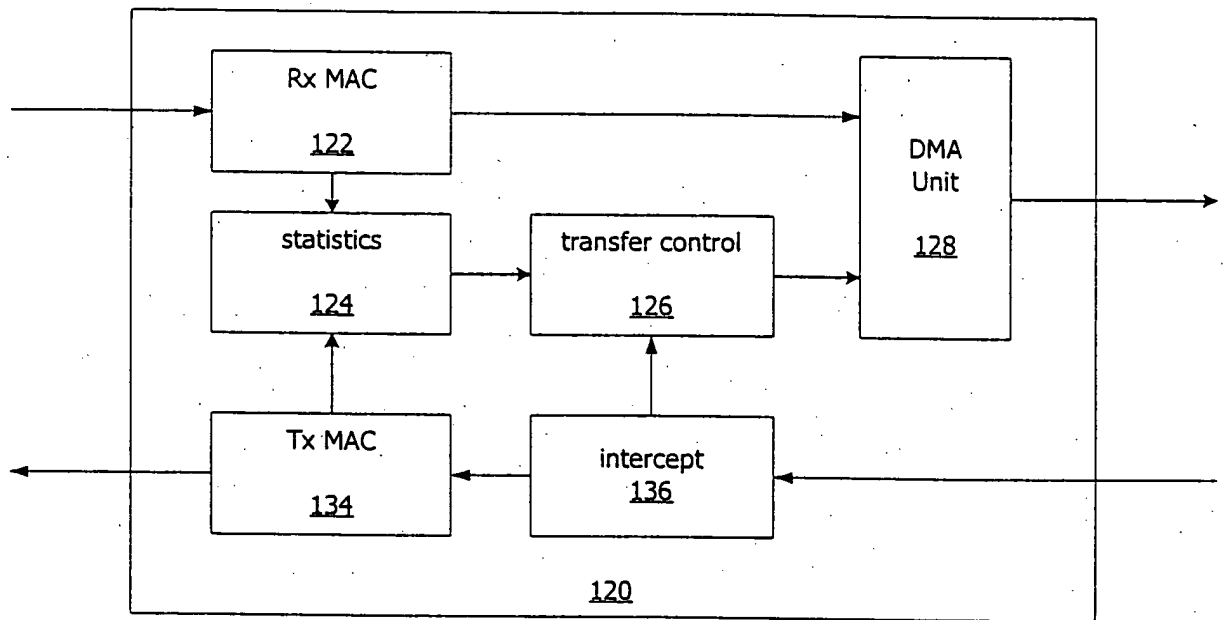 Rx MAC
122
DMA
Unit
128
statistics
124
transfer control
126
Tx MAC
134
intercept
136
120